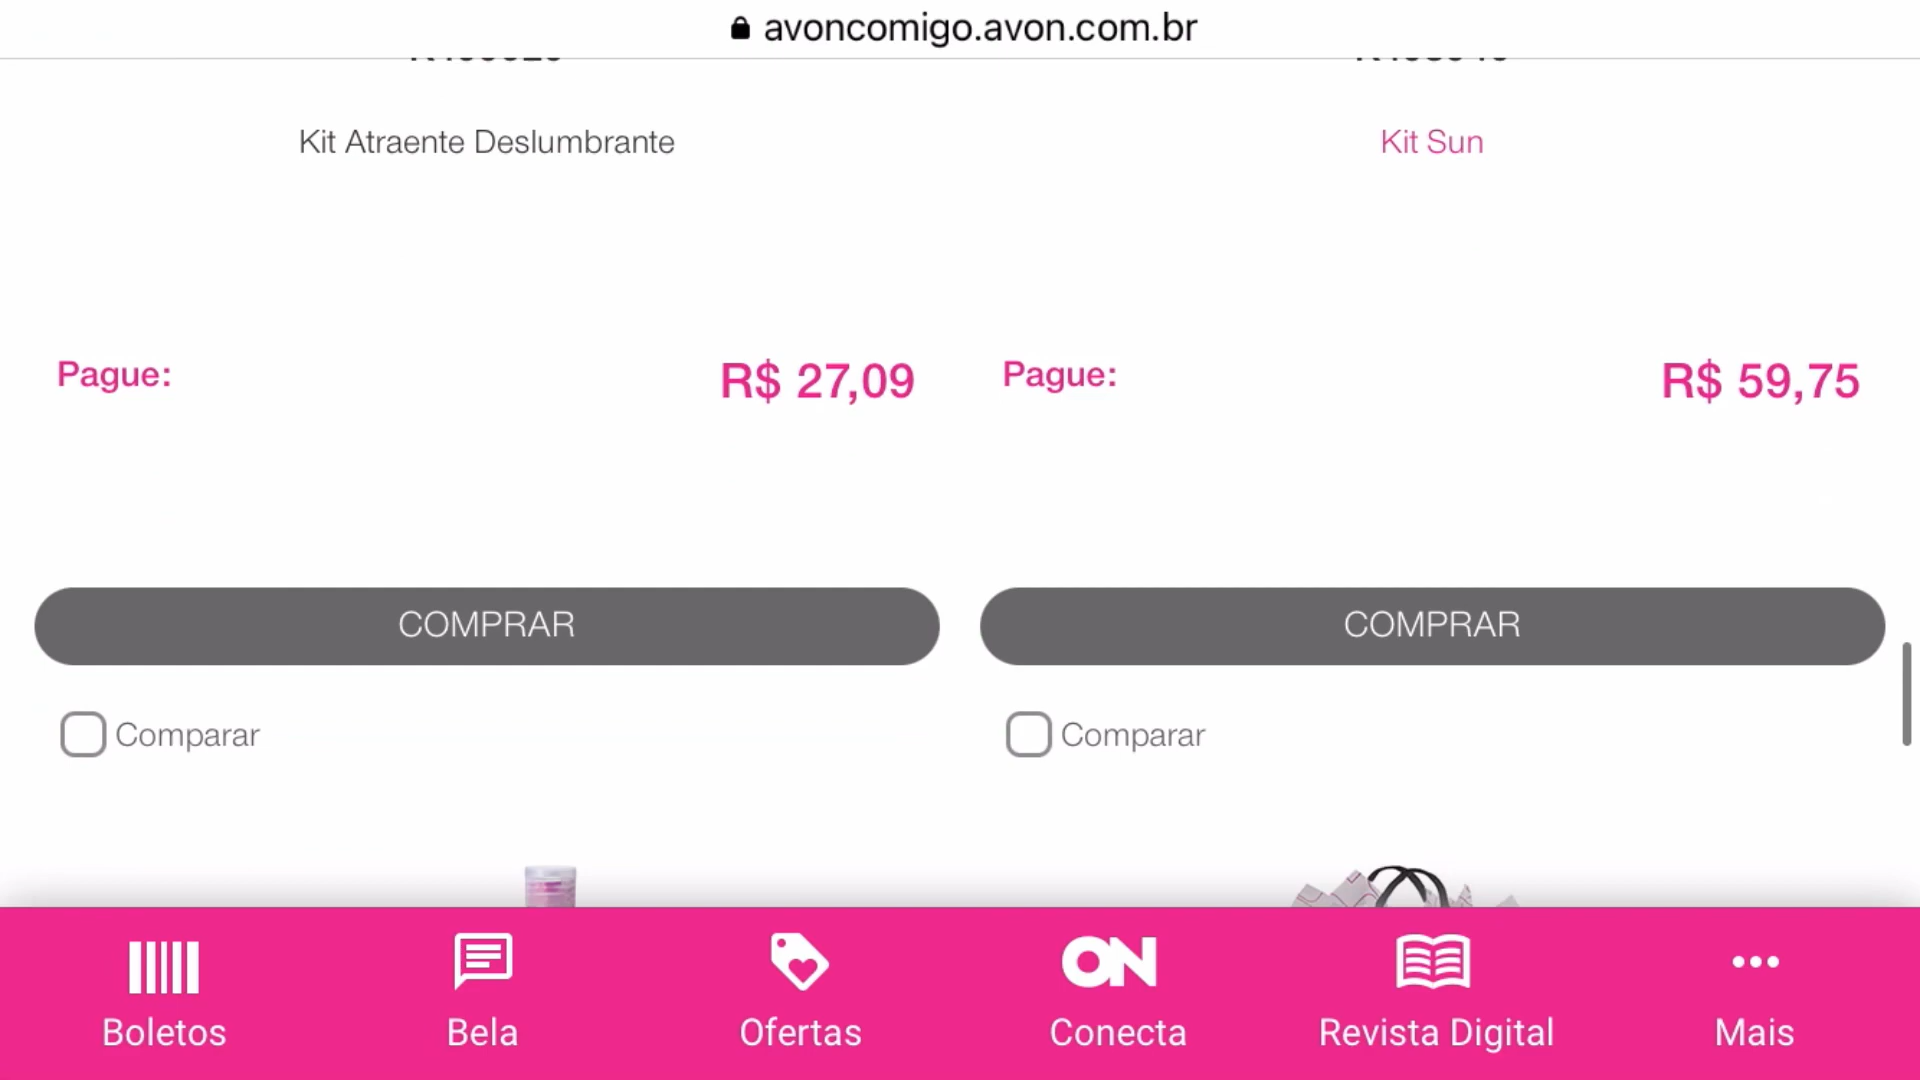 avoncomigo.avon.com.br
Kit Atraente Deslumbrante
Kit Sun
Pague: R$ 27,09
Pague: R$ 59,75
COMPRAR
COMPRAR
Comparar
Comparar
Boletos
Bela
Ofertas
ON
Conecta
Revista Digital
Mais